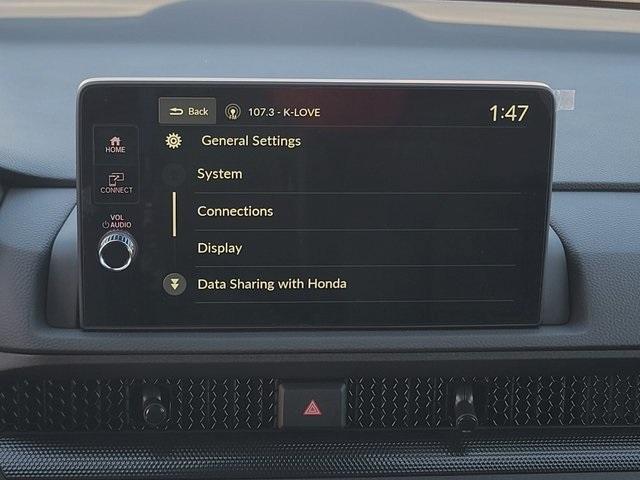 Back
107.3 - K-LOVE
1:47
HOME
General Settings
System
CONNECT
Connections
VOL
AUDIO
Display
Data Sharing with Honda